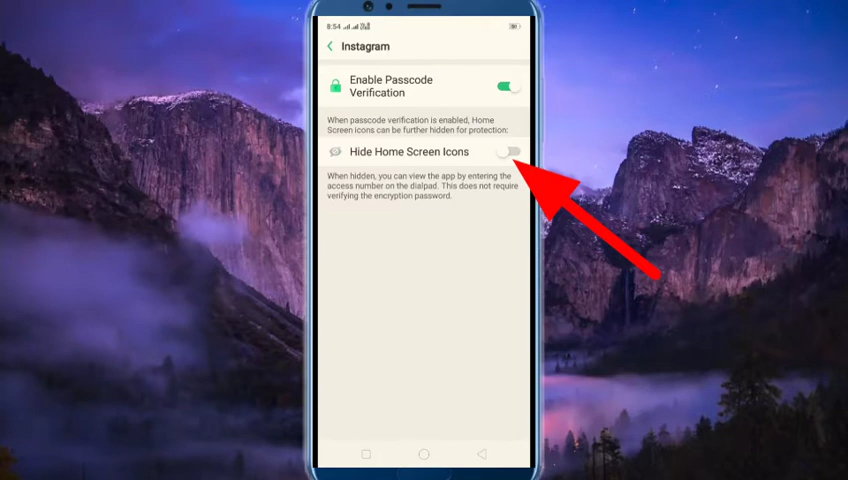 8:54
Instagram
Enable Passcode
Verification
When passcode verification is enabled, Home
Screen icons can be further hidden for protection:
Hide Home Screen Icons
When hidden, you can view the app by entering the
access number on the dialpad. This does not require
verifying the encryption password.